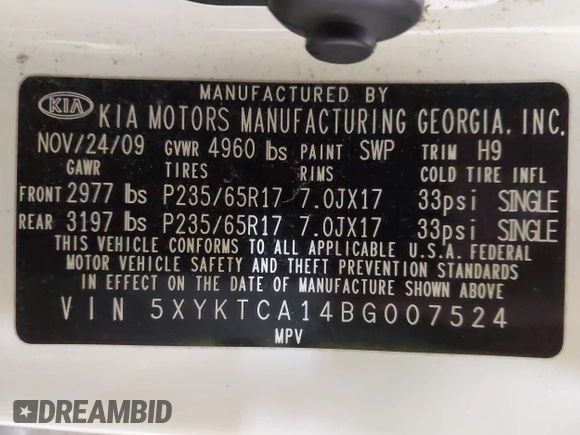 MANUFACTURED BY
KIA KIA MOTORS MANUFACTURING GEORGIA, INC.
NOV/24/09 GVWR 4960 lbs PAINT SWP TRIM H9
GAWR TIRES RIMS COLD TIRE INFL
FRONT 2977 lbs P235/65R17 7.0JX17 33psi SINGLE
REAR 3197 lbs P235/65R17 7.0JX17 33psi SINGLE
THIS VEHICLE CONFORMS TO ALL APPLICABLE U.S.A. FEDERAL
MOTOR VEHICLE SAFETY AND THEFT PREVENTION STANDARDS
IN EFFECT ON THE DATE OF MANUFACTURE SHOWN ABOVE
VIN 5XYKTCA14BG007524
MPV
DREAMBID